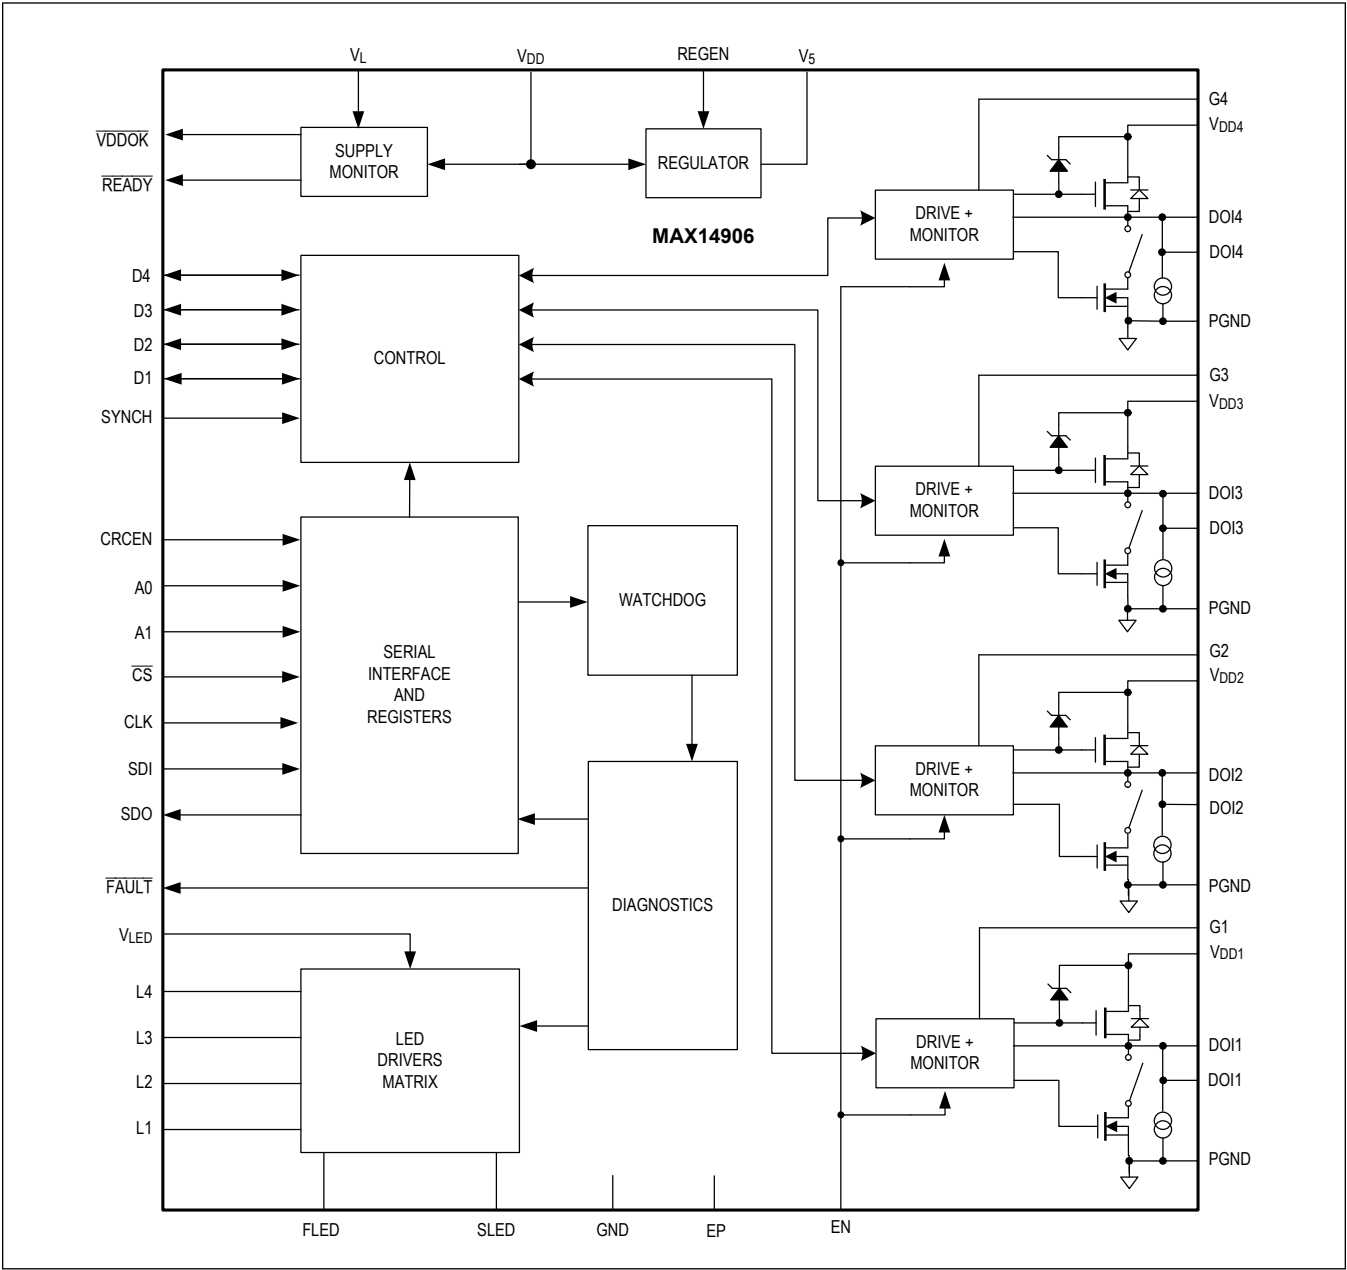 VL VDD REGEN V5
VDDOK
READY
SUPPLY
MONITOR
REGULATOR
MAX14906
D4
D3
D2
D1
SYNCH
CONTROL
CRCEN
A0
A1
CS
CLK
SDI
SDO
SERIAL
INTERFACE
AND
REGISTERS
WATCHDOG
DIAGNOSTICS
FAULT
VLED
L4
L3
L2
L1
LED
DRIVERS
MATRIX
DRIVE +
MONITOR
G4
VDD4
DOI4
DOI4
PGND
DRIVE +
MONITOR
G3
VDD3
DOI3
DOI3
PGND
DRIVE +
MONITOR
G2
VDD2
DOI2
DOI2
PGND
DRIVE +
MONITOR
G1
VDD1
DOI1
DOI1
PGND
FLED SLED GND EP EN